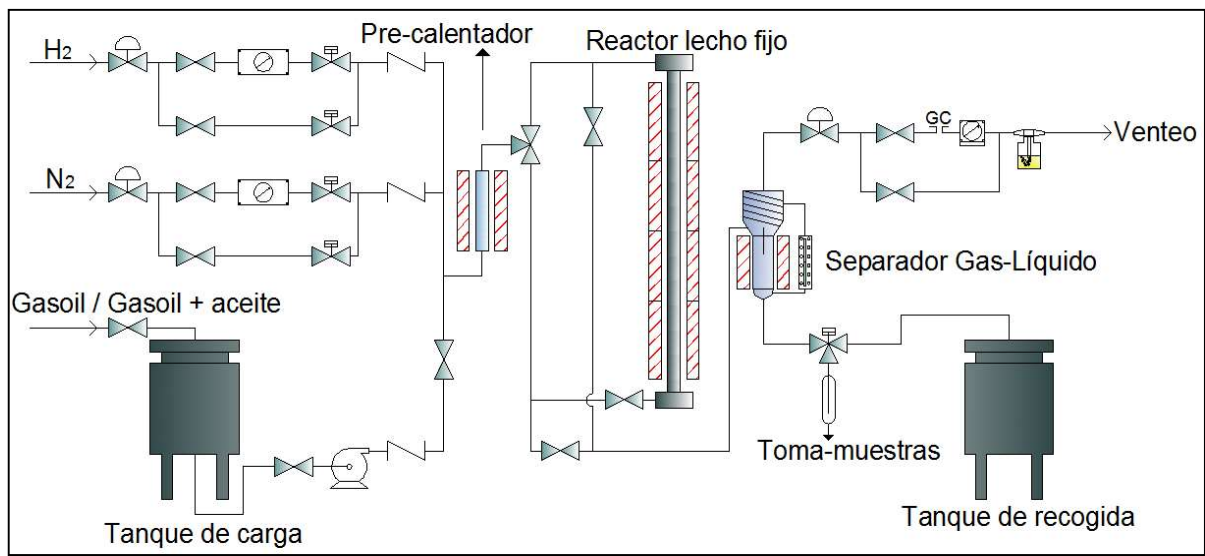 Pre-calentador
Reactor lecho fijo
H2
GC
Venteo
N2
Separador Gas-Líquido
Gasoil / Gasoil + aceite
Toma-muestras
Tanque de carga
Tanque de recogida